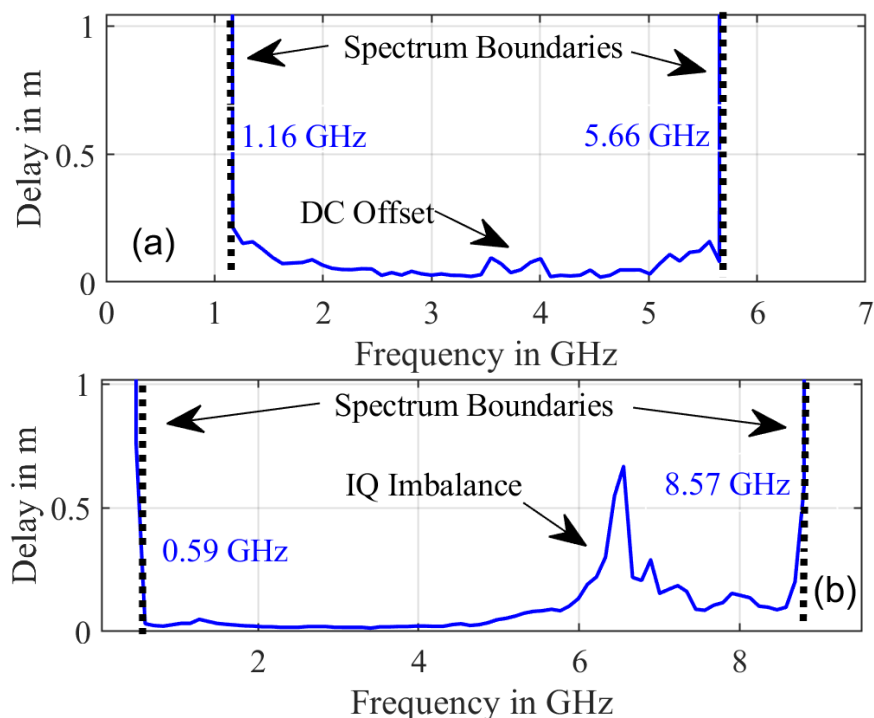 1
Spectrum Boundaries
Delay in m
0.5
1.16 GHz
5.66 GHz
DC Offset
(a)
0
0 1 2 3 4 5 6 7
Frequency in GHz
1
Spectrum Boundaries
Delay in m
IQ Imbalance
8.57 GHz
0.5
0.59 GHz
(b)
0
2 4 6 8
Frequency in GHz